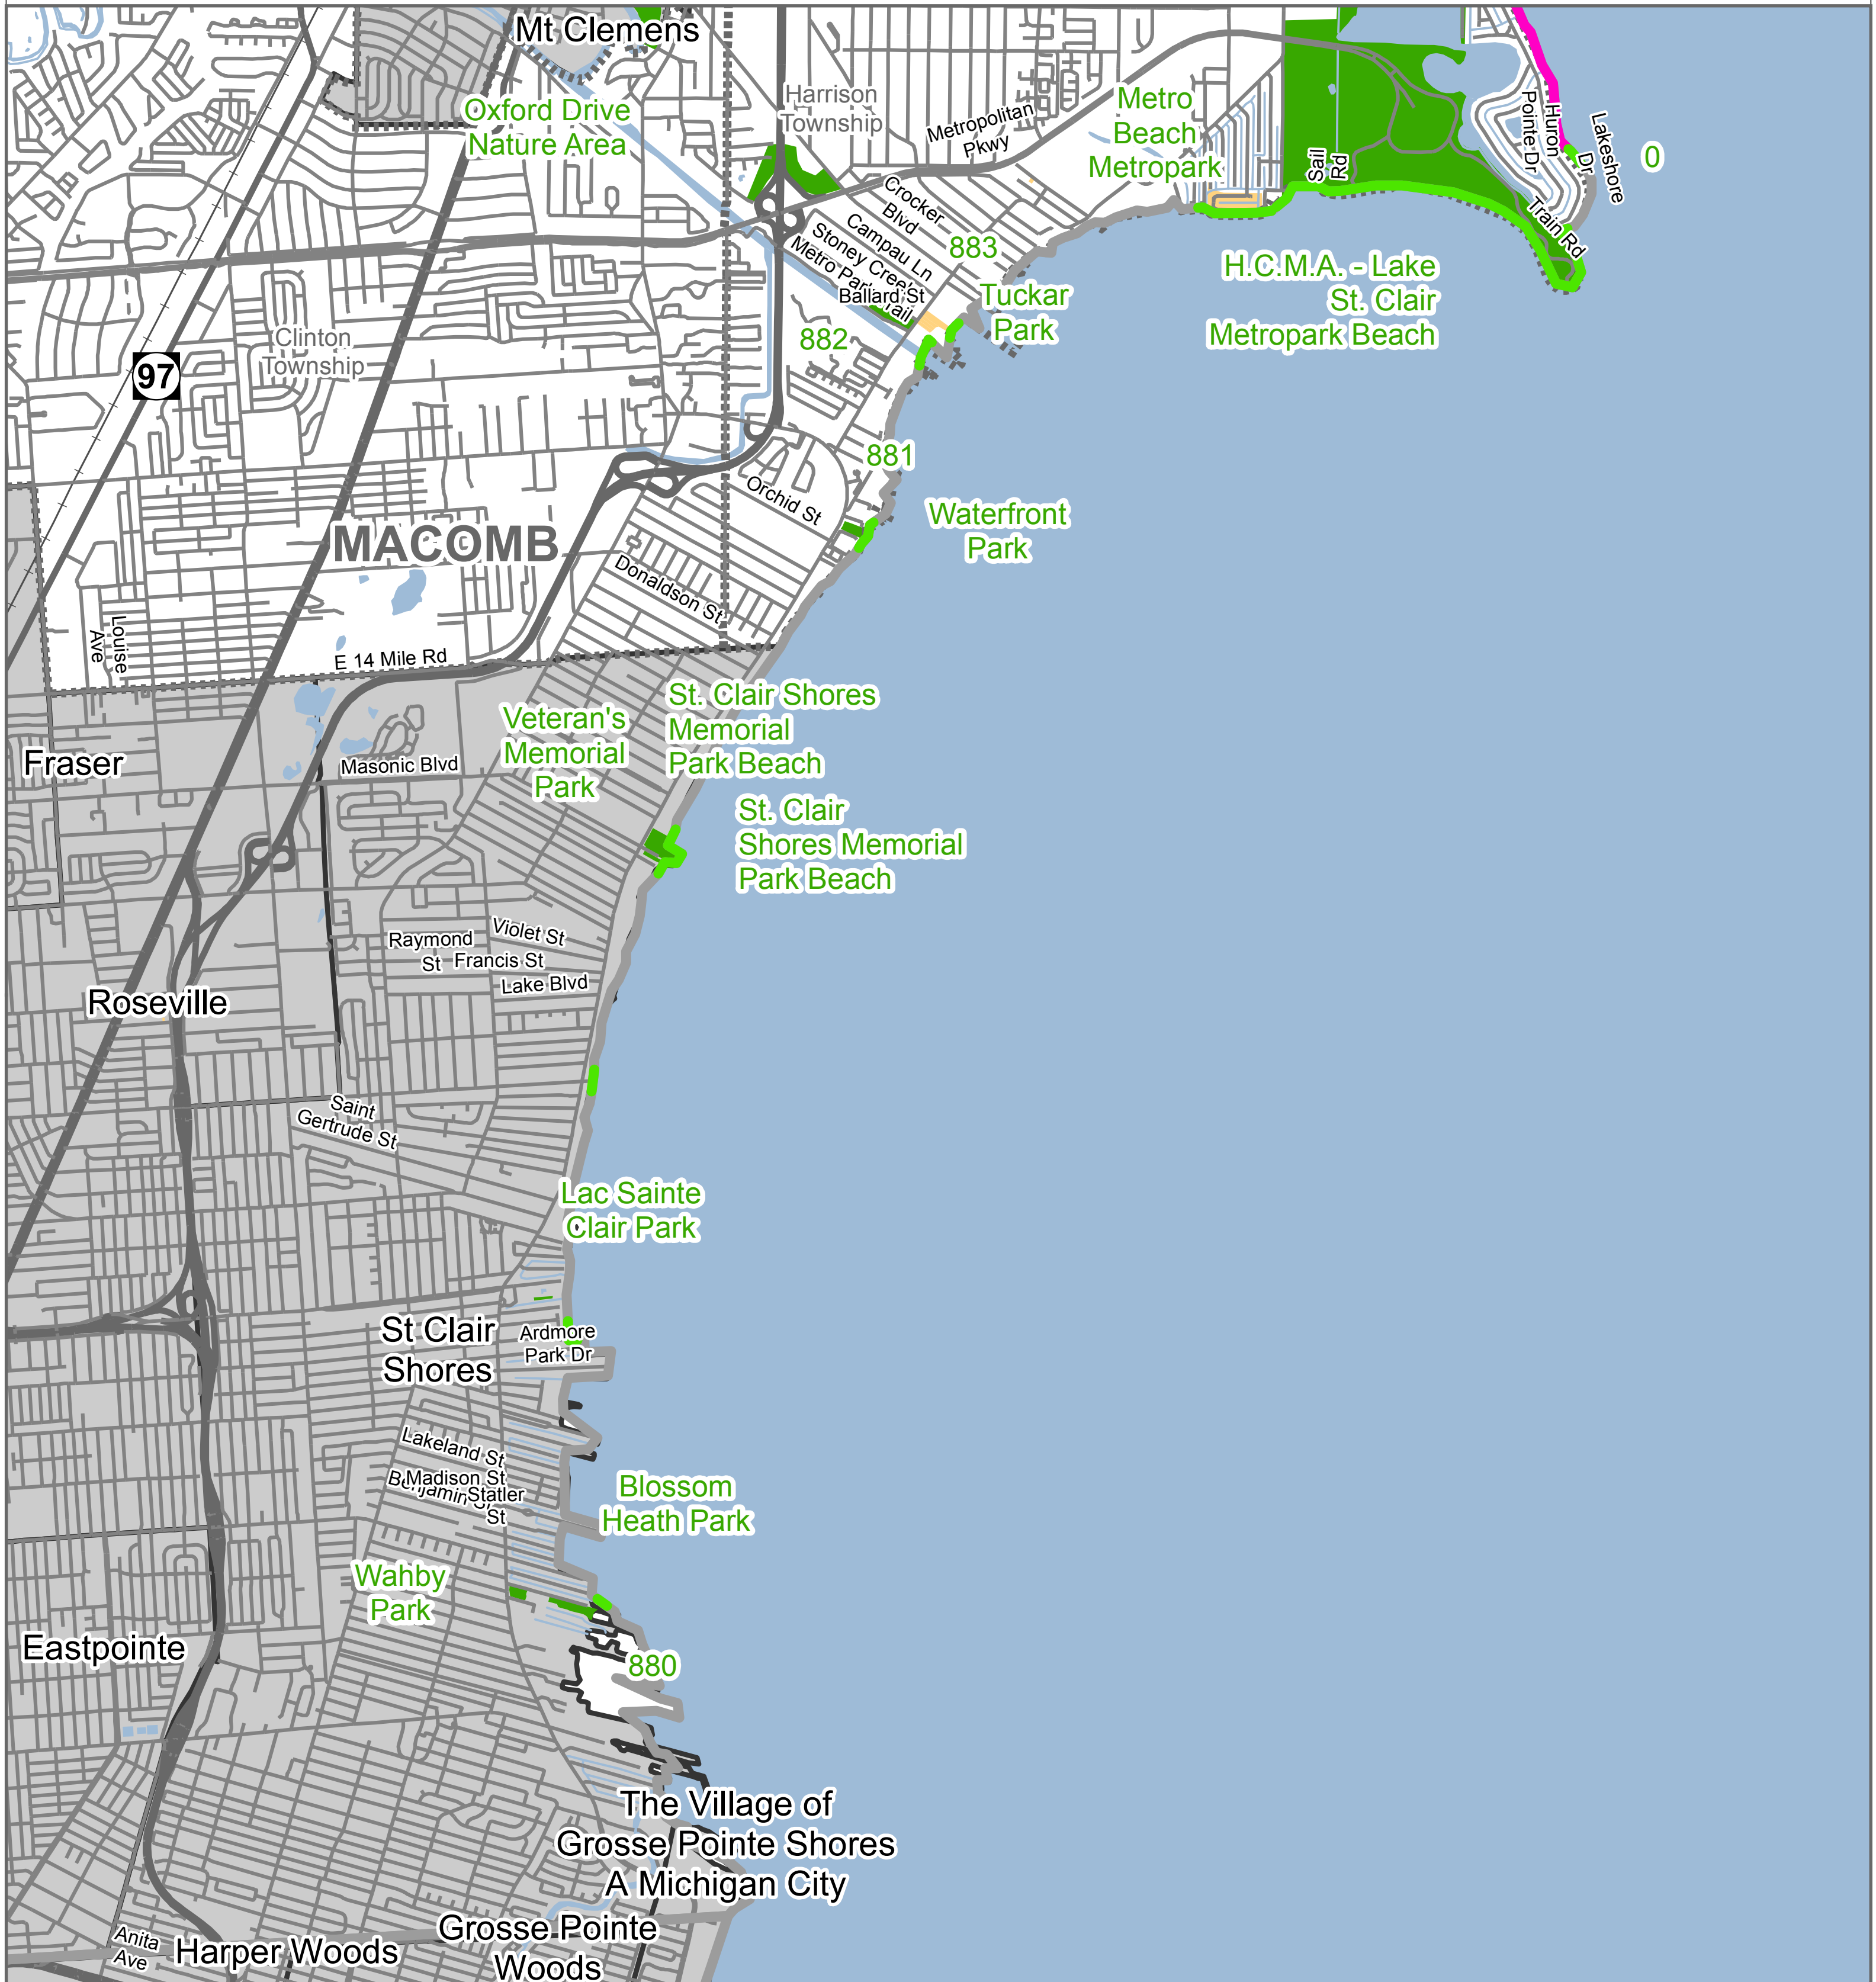 Mt Clemens
Oxford Drive
Nature Area
Harrison
Township
Metropolitan
Pkwy
Metro
Beach
Metropark
Sail
Rd
Pointe Dr
Huron
Lakeshore
Dr
0
Train Rd
Crocker
Blvd
Campau Ln
Stoney Creek
Metro Park Trail
Ballard St
883
Tuckar
Park
H.C.M.A. - Lake
St. Clair
Metropark Beach
882
Clinton
Township
97
881
Orchid St
Waterfront
Park
MACOMB
Donaldson St
Louise
Ave
E 14 Mile Rd
Fraser
Masonic Blvd
Veteran's
Memorial
Park
St. Clair Shores
Memorial
Park Beach
St. Clair
Shores Memorial
Park Beach
Violet St
Raymond
St
Francis St
Lake Blvd
Roseville
Saint
Gertrude St
Lac Sainte
Clair Park
St Clair
Shores
Ardmore
Park Dr
Lakeland St
Madison St
Benjamin St
Statler
St
Blossom
Heath Park
Wahby
Park
Eastpointe
880
The Village of
Grosse Pointe Shores
A Michigan City
Grosse Pointe
Woods
Anita
Ave
Harper Woods